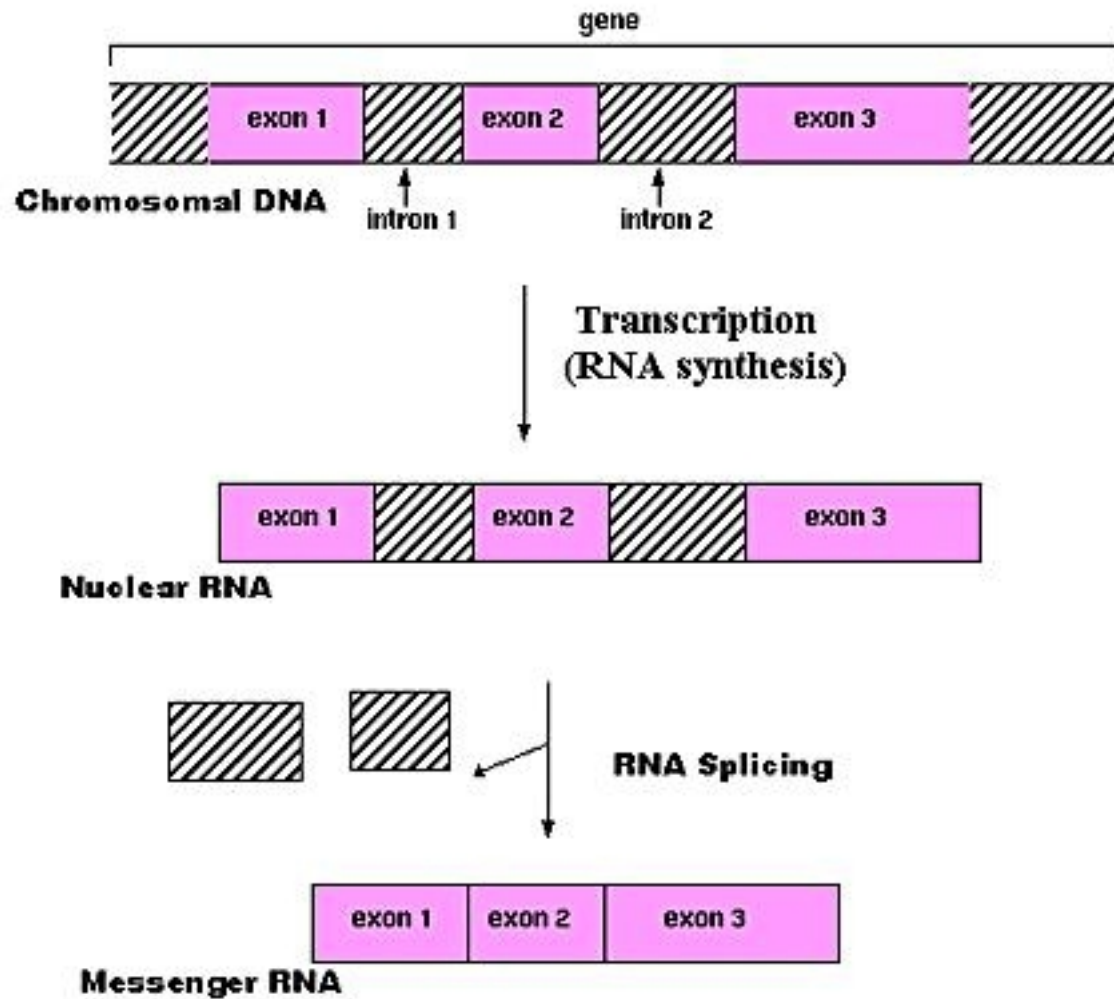 gene
exon 1
exon 2
exon 3
Chromosomal DNA
intron 1
intron 2
Transcription
(RNA synthesis)
exon 1
exon 2
exon 3
Nuclear RNA
RNA Splicing
exon 1
exon 2
exon 3
Messenger RNA